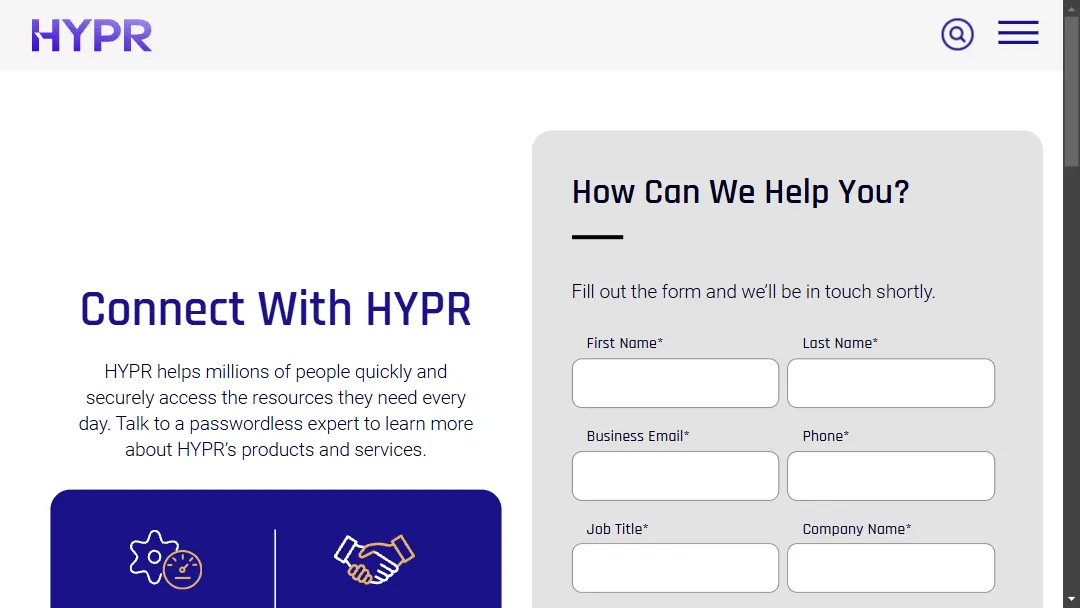 HYPR
Connect With HYPR
HYPR helps millions of people quickly and
securely access the resources they need every
day. Talk to a passwordless expert to learn more
about HYPR’s products and services.
How Can We Help You?
Fill out the form and we’ll be in touch shortly.
First Name*
Last Name*
Business Email*
Phone*
Job Title*
Company Name*